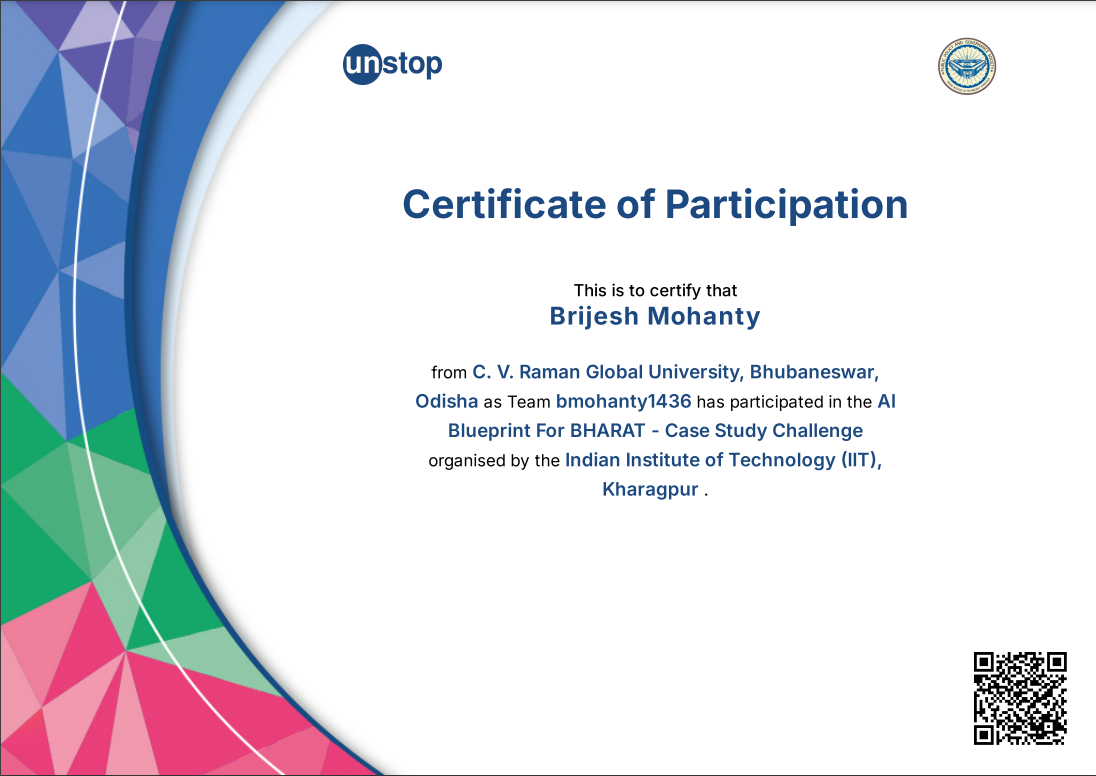 unstop
Certificate of Participation
This is to certify that
Brijesh Mohanty
from C. V. Raman Global University, Bhubaneswar,
Odisha as Team bmohanty1436 has participated in the AI
Blueprint For BHARAT - Case Study Challenge
organised by the Indian Institute of Technology (IIT),
Kharagpur .